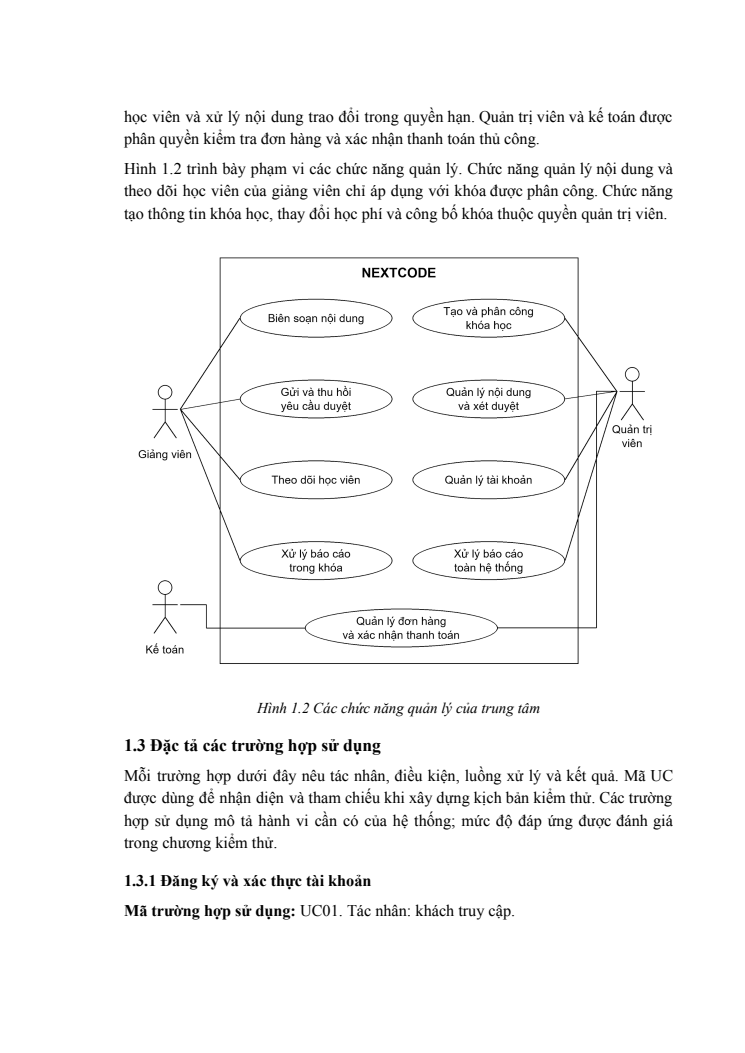 học viên và xử lý nội dung trao đổi trong quyền hạn. Quản trị viên và kế toán được
phân quyền kiểm tra đơn hàng và xác nhận thanh toán thủ công.
Hình 1.2 trình bày phạm vi các chức năng quản lý. Chức năng quản lý nội dung và
theo dõi học viên của giảng viên chỉ áp dụng với khóa được phân công. Chức năng
tạo thông tin khóa học, thay đổi học phí và công bố khóa thuộc quyền quản trị viên.
NEXTCODE
Biên soạn nội dung
Tạo và phân công
khóa học
Gửi và thu hồi
yêu cầu duyệt
Quản lý nội dung
và xét duyệt
Giảng viên
Quản trị
viên
Theo dõi học viên
Quản lý tài khoản
Xử lý báo cáo
trong khóa
Xử lý báo cáo
toàn hệ thống
Kế toán
Quản lý đơn hàng
và xác nhận thanh toán
Hình 1.2 Các chức năng quản lý của trung tâm
1.3 Đặc tả các trường hợp sử dụng
Mỗi trường hợp dưới đây nêu tác nhân, điều kiện, luồng xử lý và kết quả. Mã UC
được dùng để nhận diện và tham chiếu khi xây dựng kịch bản kiểm thử. Các trường
hợp sử dụng mô tả hành vi cần có của hệ thống; mức độ đáp ứng được đánh giá
trong chương kiểm thử.
1.3.1 Đăng ký và xác thực tài khoản
Mã trường hợp sử dụng: UC01. Tác nhân: khách truy cập.